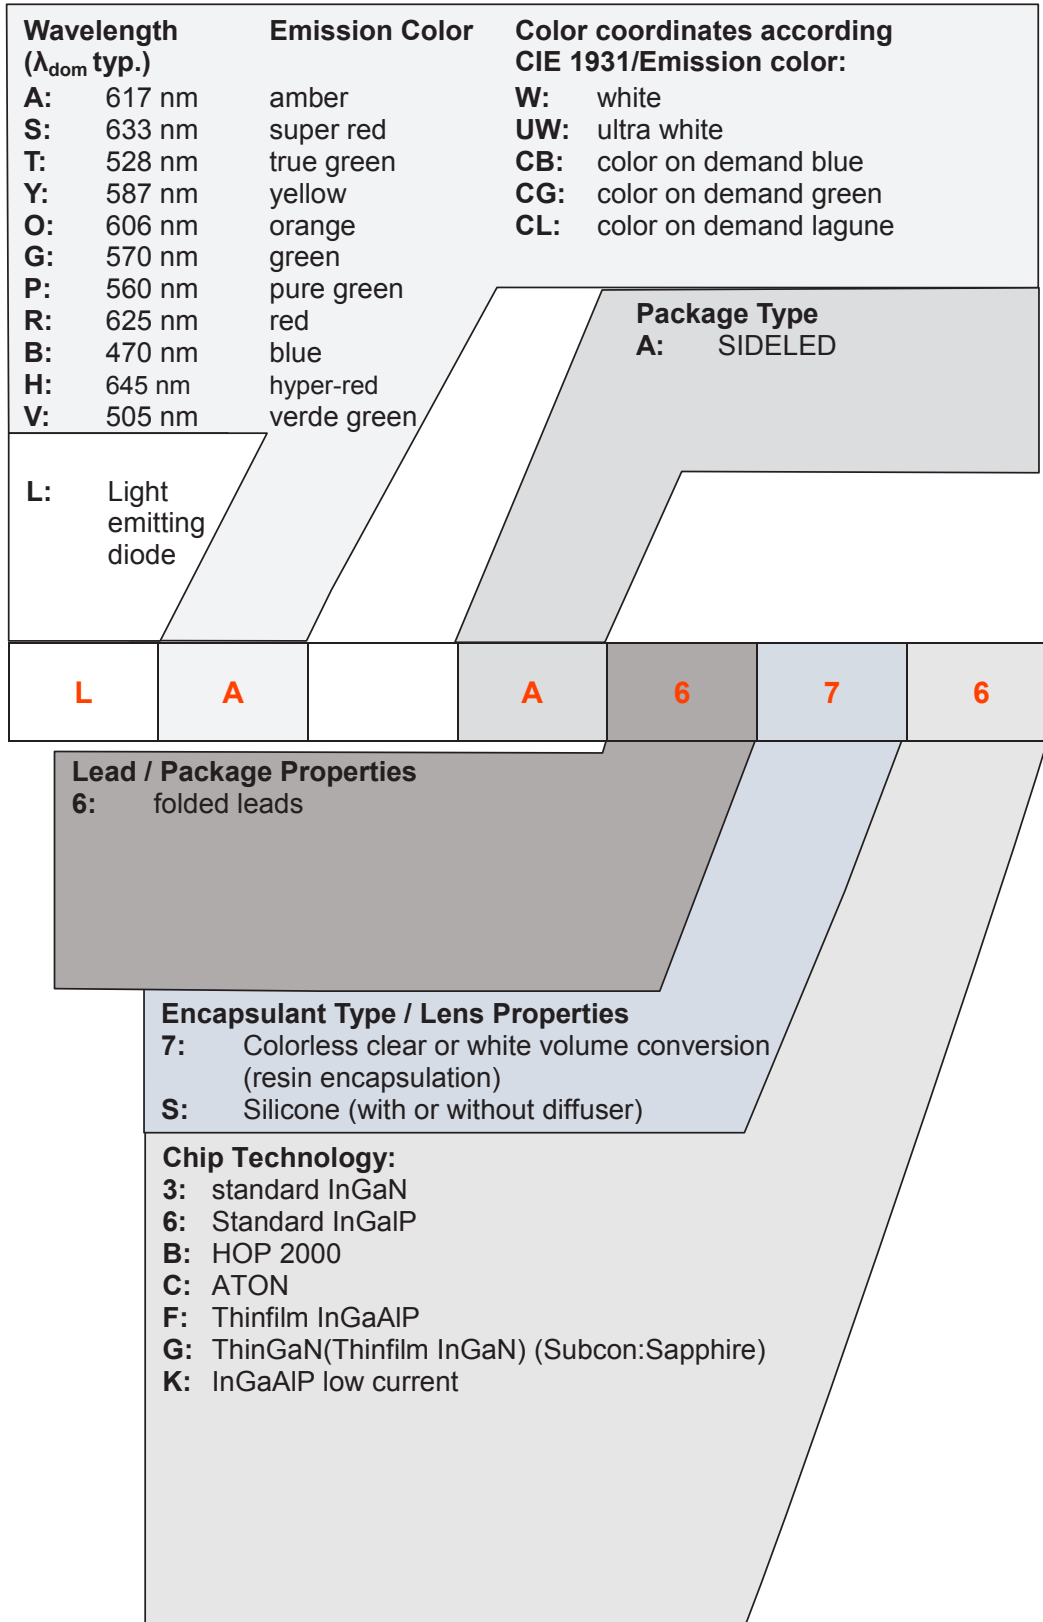 Wavelength Emission Color
(λdom typ.)
A: 617 nm amber
S: 633 nm super red
T: 528 nm true green
Y: 587 nm yellow
O: 606 nm orange
G: 570 nm green
P: 560 nm pure green
R: 625 nm red
B: 470 nm blue
H: 645 nm hyper-red
V: 505 nm verde green
Color coordinates according
CIE 1931/Emission color:
W: white
UW: ultra white
CB: color on demand blue
CG: color on demand green
CL: color on demand lagune
Package Type
A: SIDELED
L: Light
emitting
diode
L A A 6 7 6
Lead / Package Properties
6: folded leads
Encapsulant Type / Lens Properties
7: Colorless clear or white volume conversion
(resin encapsulation)
S: Silicone (with or without diffuser)
Chip Technology:
3: standard InGaN
6: Standard InGalP
B: HOP 2000
C: ATON
F: Thinfilm InGaAlP
G: ThinGaN(Thinfilm InGaN) (Subcon:Sapphire)
K: InGaAlP low current